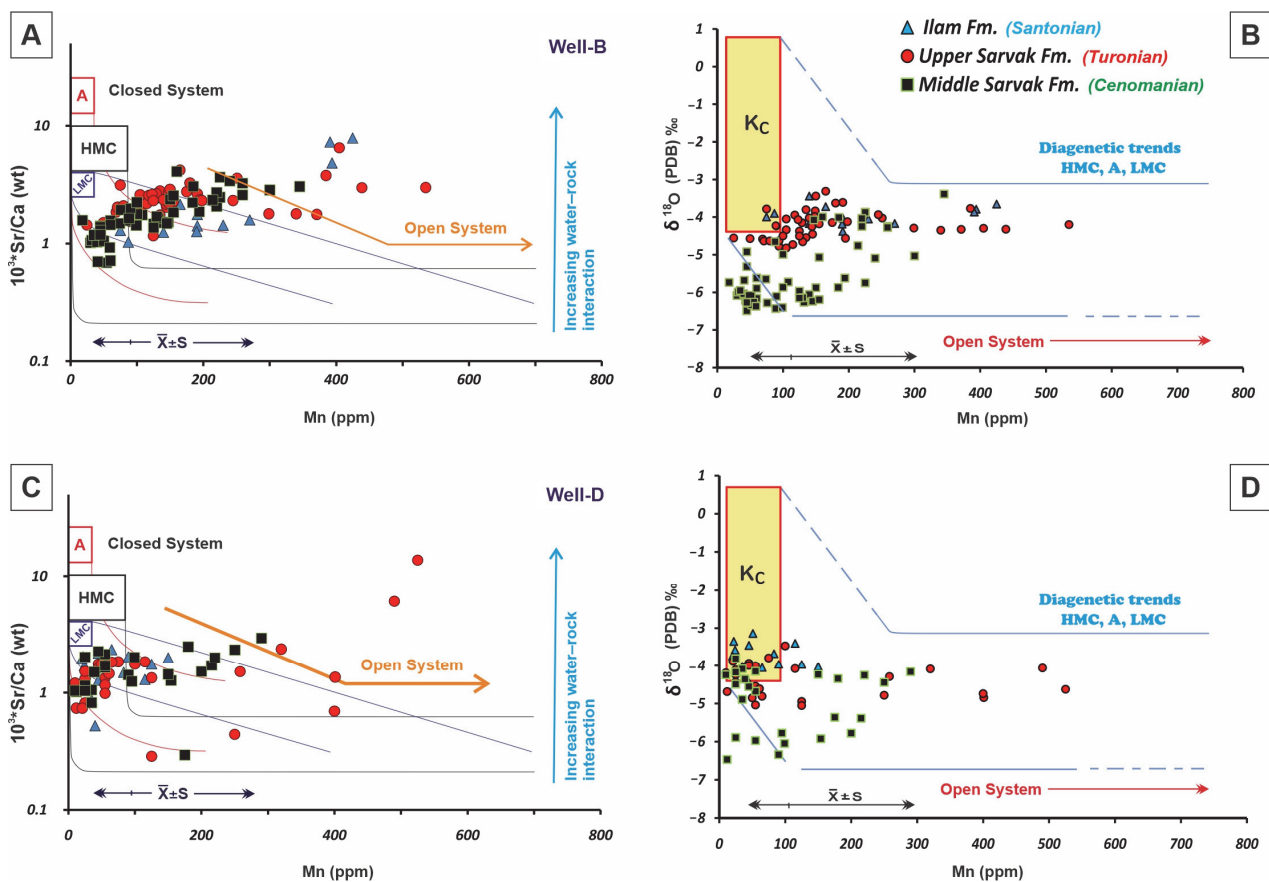 A
Well-B
Closed System
A
HMC
LMC
Open System
Increasing water–rock
interaction
X̄±S
10³*Sr/Ca (wt)
10
1
0.1
0
200
400
600
800
Mn (ppm)
B
Ilam Fm. (Santonian)
Upper Sarvak Fm. (Turonian)
Middle Sarvak Fm. (Cenomanian)
KC
Diagenetic trends
HMC, A, LMC
Open System
X̄±S
δ ¹⁸O (PDB) ‰
1
0
−1
−2
−3
−4
−5
−6
−7
−8
0
100
200
300
400
500
600
700
800
Mn (ppm)
C
Well-D
Closed System
A
HMC
LMC
Open System
Increasing water–rock
interaction
X̄±S
10³*Sr/Ca (wt)
10
1
0.1
0
200
400
600
800
Mn (ppm)
D
KC
Diagenetic trends
HMC, A, LMC
Open System
X̄±S
δ ¹⁸O (PDB) ‰
1
0
−1
−2
−3
−4
−5
−6
−7
−8
0
100
200
300
400
500
600
700
800
Mn (ppm)